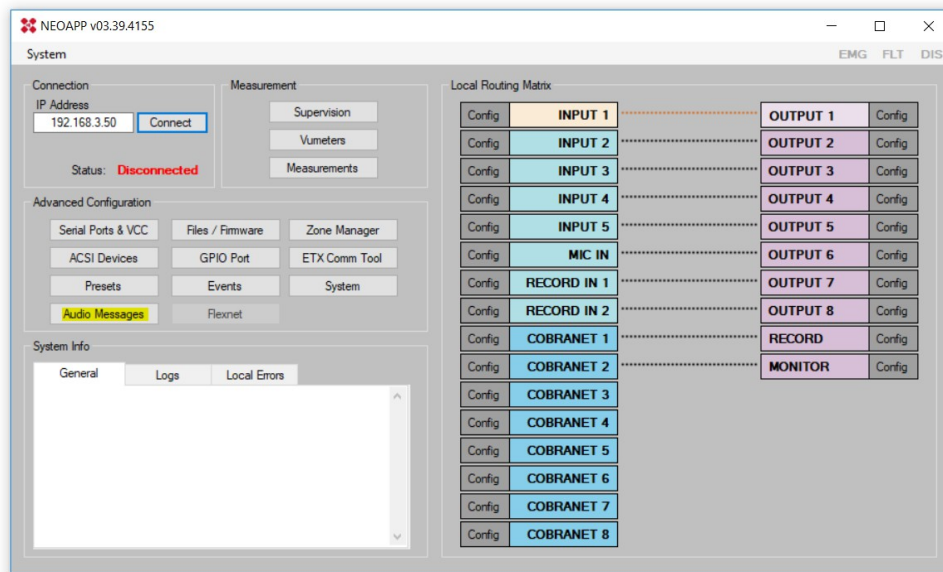 NEOAPP v03.39.4155
System
EMG FLT DIS
Connection
IP Address
192.168.3.50 Connect
Status: Disconnected
Measurement
Supervision
Vumeters
Measurements
Advanced Configuration
Serial Ports & VCC Files / Firmware Zone Manager
ACSI Devices GPIO Port ETX Comm Tool
Presets Events System
Audio Messages Flexnet
System Info
General Logs Local Errors
Local Routing Matrix
Config INPUT 1 OUTPUT 1 Config
Config INPUT 2 OUTPUT 2 Config
Config INPUT 3 OUTPUT 3 Config
Config INPUT 4 OUTPUT 4 Config
Config INPUT 5 OUTPUT 5 Config
Config MIC IN OUTPUT 6 Config
Config RECORD IN 1 OUTPUT 7 Config
Config RECORD IN 2 OUTPUT 8 Config
Config COBRANET 1 RECORD Config
Config COBRANET 2 MONITOR Config
Config COBRANET 3
Config COBRANET 4
Config COBRANET 5
Config COBRANET 6
Config COBRANET 7
Config COBRANET 8